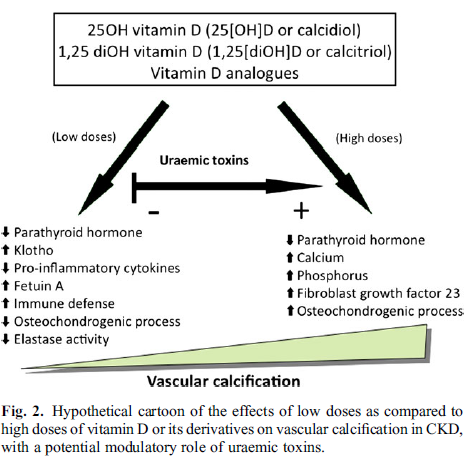 25OH vitamin D (25[OH]D or calcidiol)
1,25 diOH vitamin D (1,25[diOH]D or calcitriol)
Vitamin D analogues
(Low doses)
(High doses)
Uraemic toxins
−
+
⬇ Parathyroid hormone
⬆ Klotho
⬇ Pro-inflammatory cytokines
⬆ Fetuin A
⬆ Immune defense
⬇ Osteochondrogenic process
⬇ Elastase activity
⬇ Parathyroid hormone
⬆ Calcium
⬆ Phosphorus
⬆ Fibroblast growth factor 23
⬆ Osteochondrogenic process
Vascular calcification
Fig. 2. Hypothetical cartoon of the effects of low doses as compared to
high doses of vitamin D or its derivatives on vascular calcification in CKD,
with a potential modulatory role of uraemic toxins.